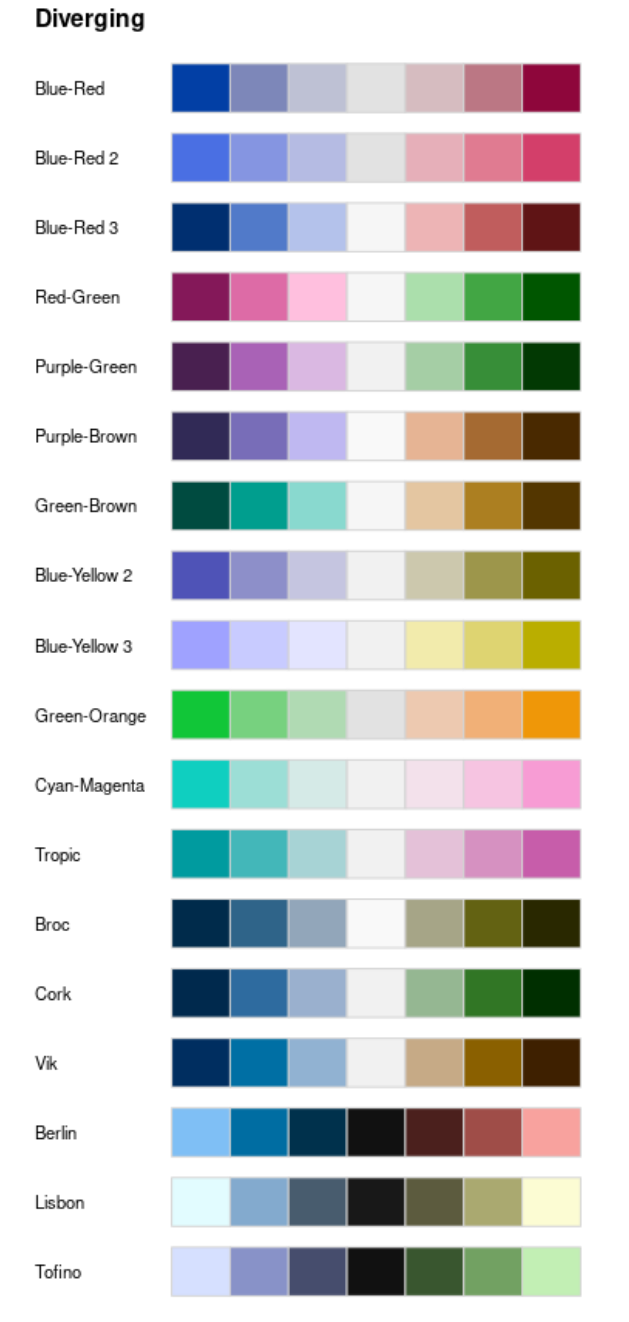 Diverging
Blue-Red
Blue-Red 2
Blue-Red 3
Red-Green
Purple-Green
Purple-Brown
Green-Brown
Blue-Yellow 2
Blue-Yellow 3
Green-Orange
Cyan-Magenta
Tropic
Broc
Cork
Vik
Berlin
Lisbon
Tofino